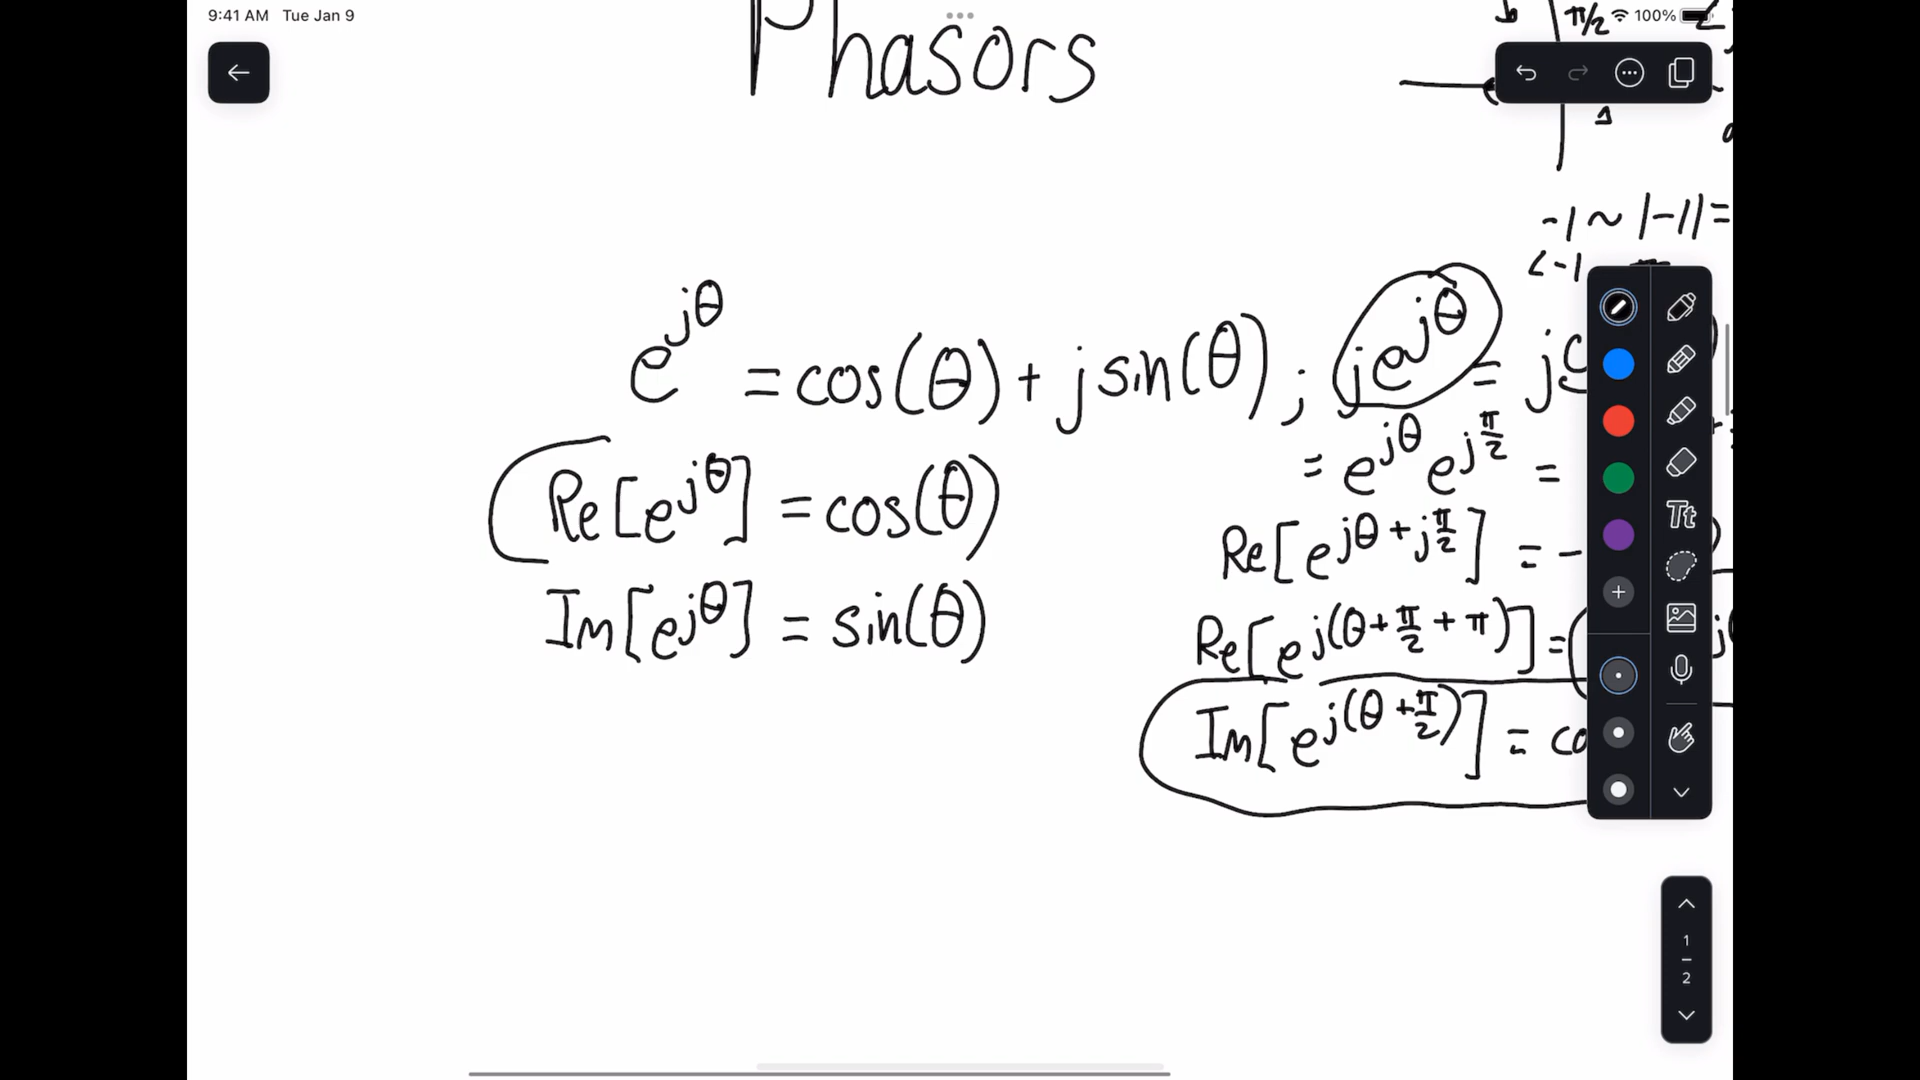 9:41 AM Tue Jan 9
100%
Phasors
π/2
-1 ~ |-1| =
e^{jθ} = cos(θ) + j sin(θ) ; je^{jθ} = j
= e^{jθ} e^{j π/2} =
Re[e^{jθ}] = cos(θ)
Re[e^{jθ + j π/2}] = -
Im[e^{jθ}] = sin(θ)
Re[e^{j(θ + π/2 + π)}] =
Im[e^{j(θ + π/2)}] = co
Tt
1
2